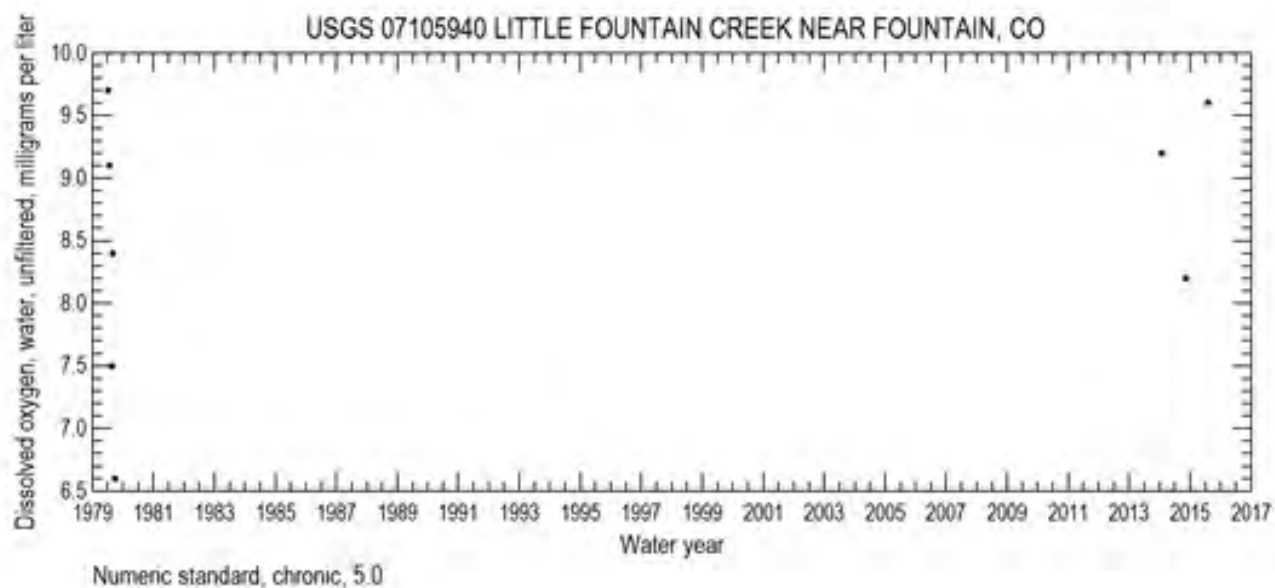 USGS 07105940 LITTLE FOUNTAIN CREEK NEAR FOUNTAIN, CO
Dissolved oxygen, water, unfiltered, milligrams per liter
10.0
9.5
9.0
8.5
8.0
7.5
7.0
6.5
1979 1981 1983 1985 1987 1989 1991 1993 1995 1997 1999 2001 2003 2005 2007 2009 2011 2013 2015 2017
Water year
Numeric standard, chronic, 5.0